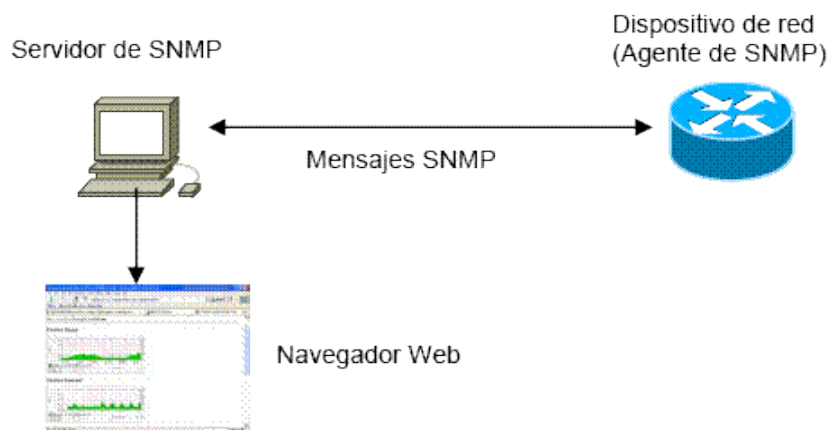 Servidor de SNMP
Dispositivo de red
(Agente de SNMP)
Mensajes SNMP
Navegador Web